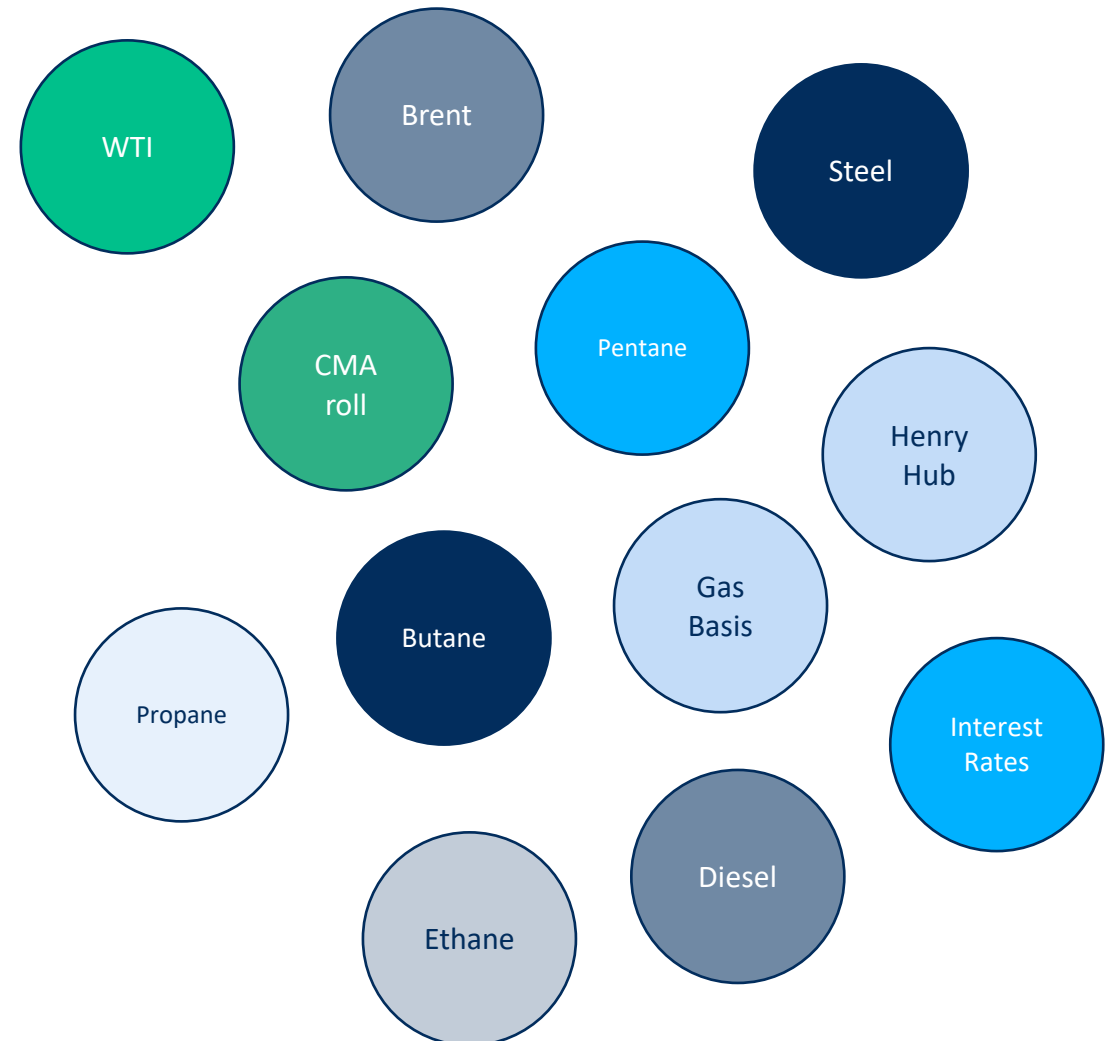 WTI
Brent
Steel
CMA
roll
Pentane
Henry
Hub
Gas
Basis
Butane
Propane
Interest
Rates
Diesel
Ethane